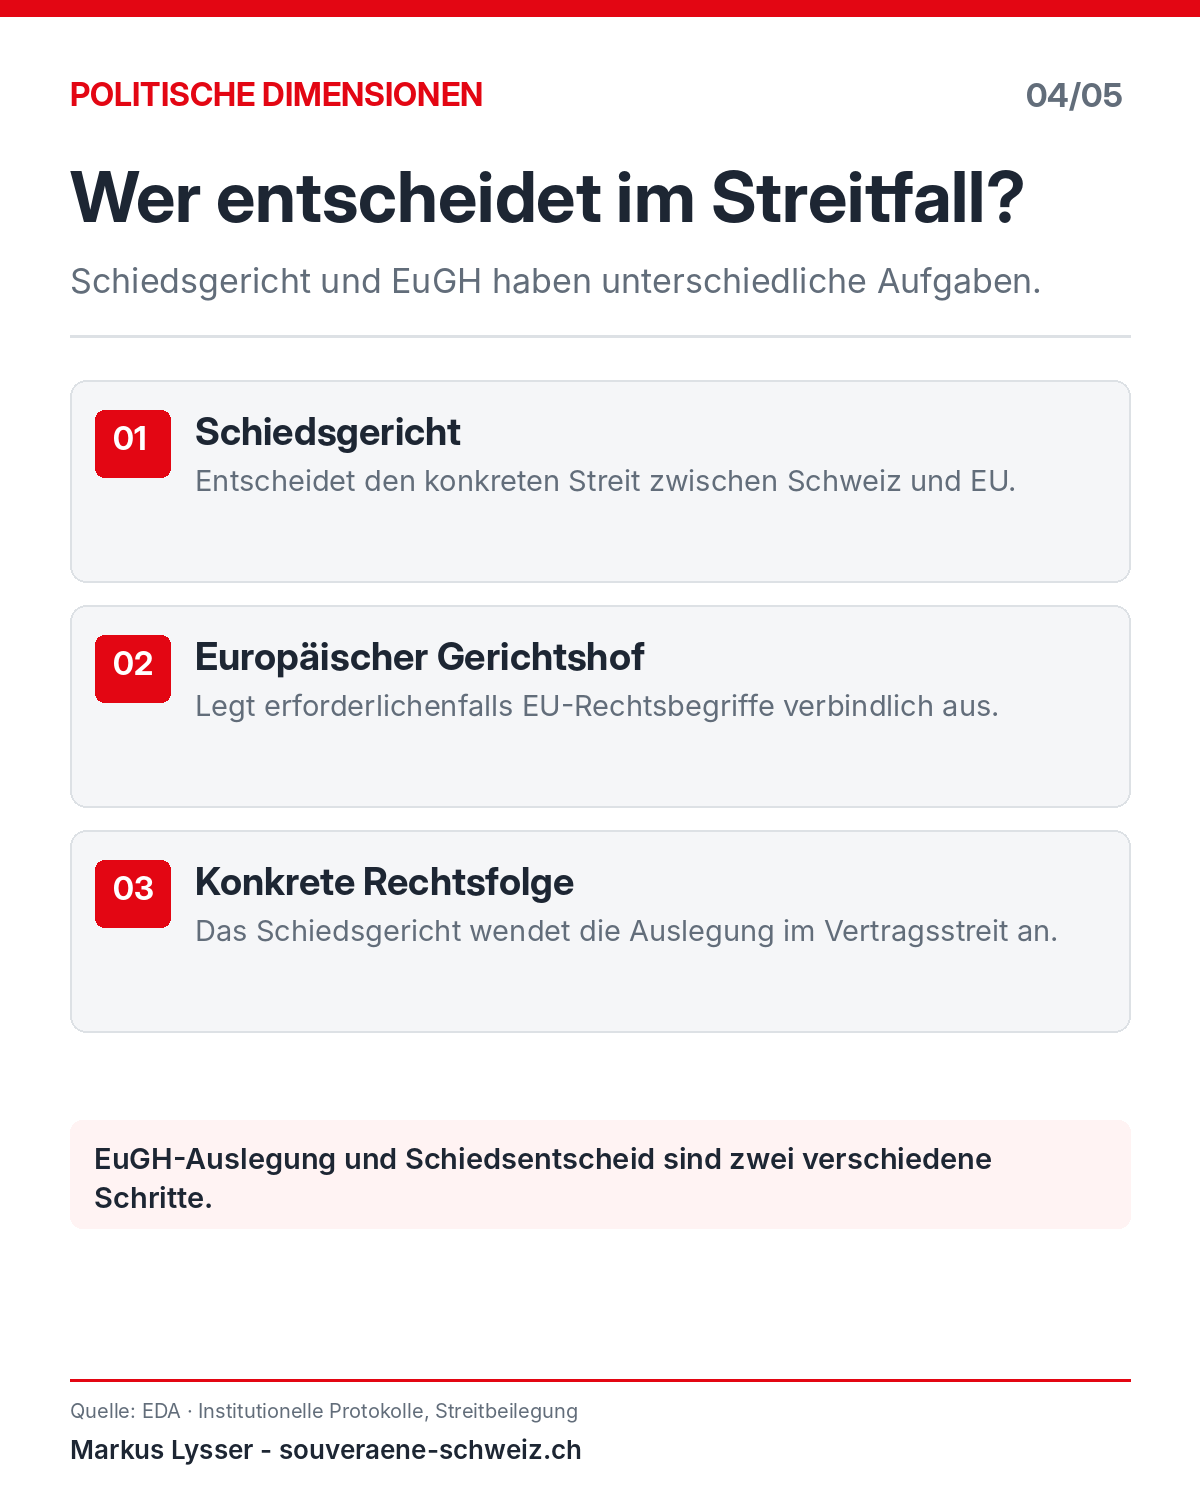 POLITISCHE DIMENSIONEN
04/05
Wer entscheidet im Streitfall?
Schiedsgericht und EuGH haben unterschiedliche Aufgaben.
01
Schiedsgericht
Entscheidet den konkreten Streit zwischen Schweiz und EU.
02
Europäischer Gerichtshof
Legt erforderlichenfalls EU-Rechtsbegriffe verbindlich aus.
03
Konkrete Rechtsfolge
Das Schiedsgericht wendet die Auslegung im Vertragsstreit an.
EuGH-Auslegung und Schiedsentscheid sind zwei verschiedene
Schritte.
Quelle: EDA · Institutionelle Protokolle, Streitbeilegung
Markus Lysser - souveraene-schweiz.ch